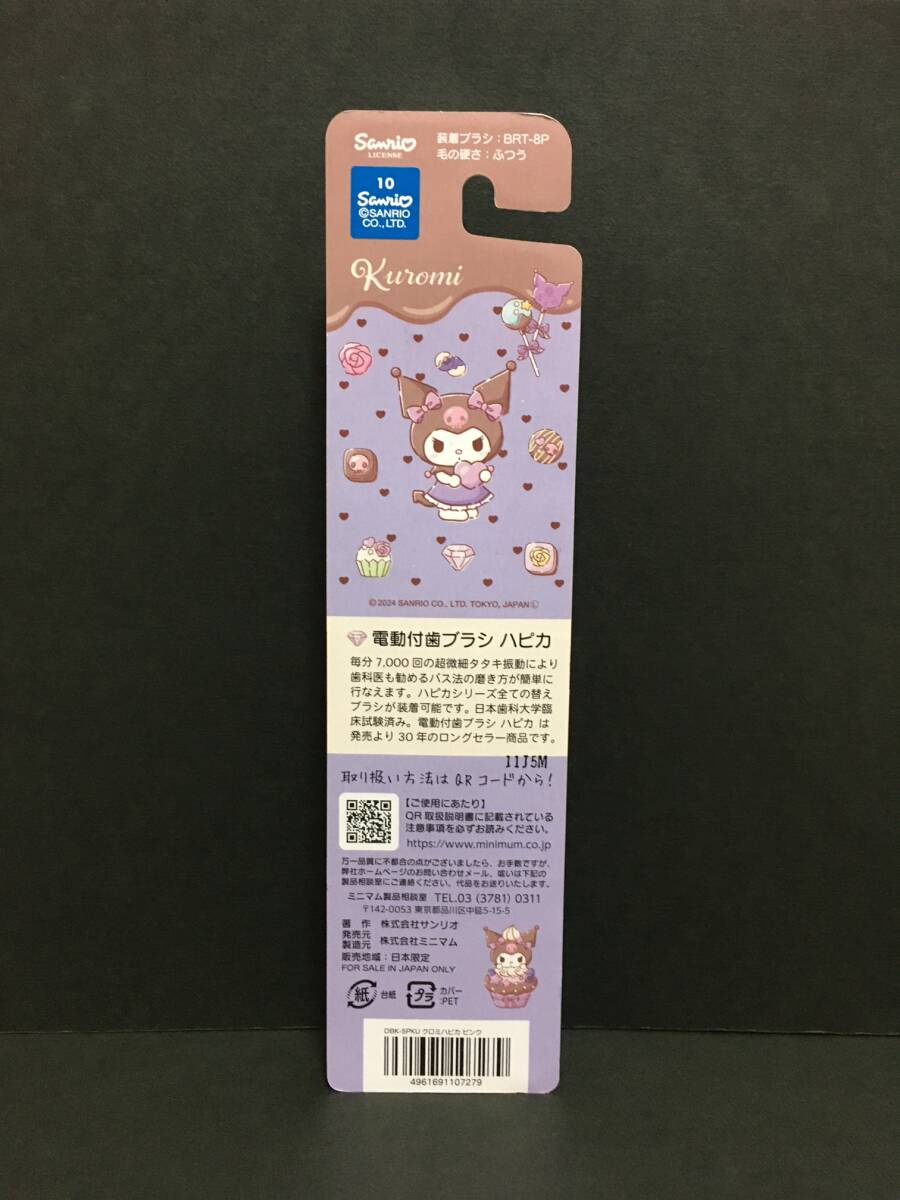 Sanrio
LICENSE
装着ブラシ：BRT-8P
毛の硬さ：ふつう
10
Sanrio
©SANRIO
CO.,LTD.
Kuromi
©2024 SANRIO CO., LTD. TOKYO, JAPAN Ⓛ
電動付歯ブラシ ハピカ
毎分7,000回の超微細タタキ振動により
歯科医も勧めるバス法の磨き方が簡単に
行なえます。ハピカシリーズ全ての替え
ブラシが装着可能です。日本歯科大学臨
床試験済み。電動付歯ブラシ ハピカ は
発売より30年のロングセラー商品です。
11J5M
取り扱い方法はQRコードから！
【ご使用にあたり】
QR取扱説明書に記載されている
注意事項を必ずお読みください。
https://www.minimum.co.jp
万一品質に不都合の点がございましたら、お手数ですが、
弊社ホームページのお問い合わせメール、或いは下記の
製品相談室にご連絡ください。代品をお送りいたします。
ミニマム製品相談室 TEL.03 (3781) 0311
〒142-0053 東京都品川区中延5-15-5
著 作 株式会社サンリオ
発売元
製造元 株式会社ミニマム
販売地域：日本限定
FOR SALE IN JAPAN ONLY
紙 台紙 プラ カバー
:PET
DBK-5PKU クロミハピカ ピンク
4961691107279